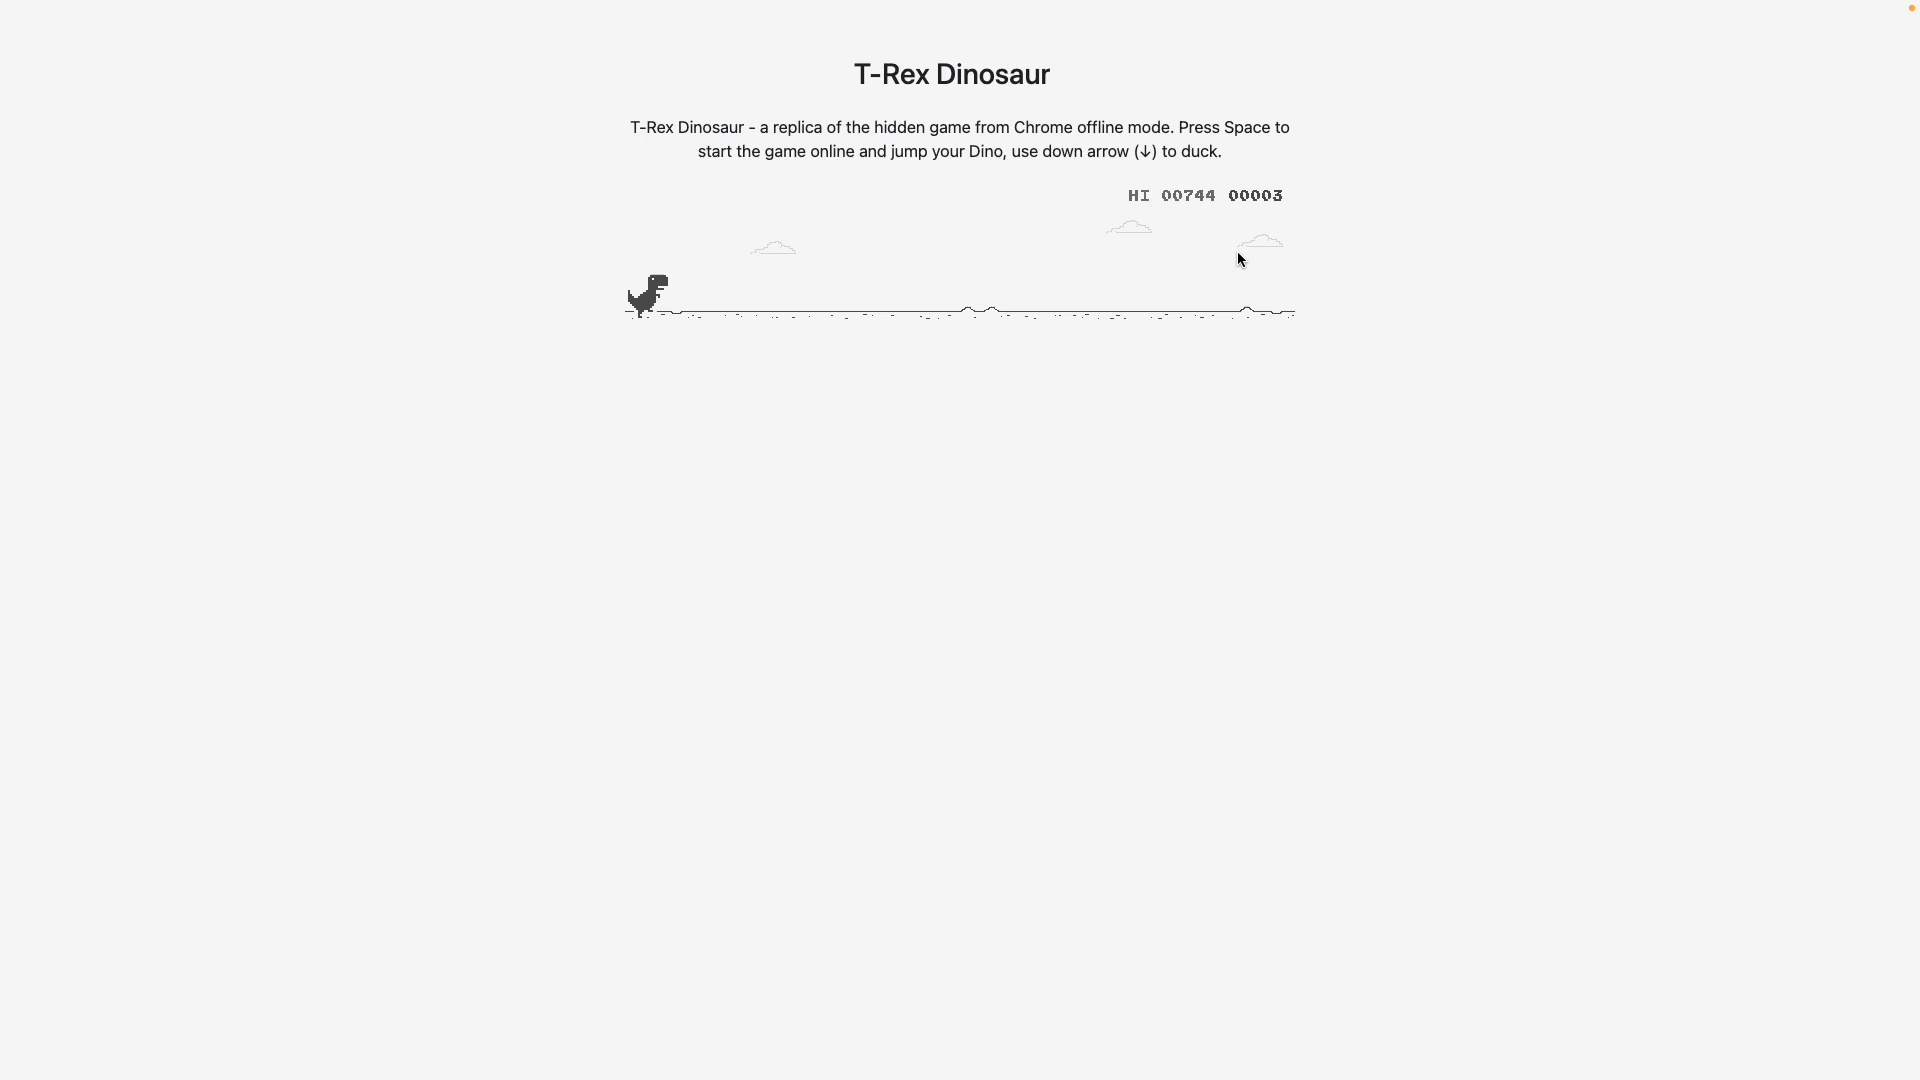 T-Rex Dinosaur
T-Rex Dinosaur - a replica of the hidden game from Chrome offline mode. Press Space to
start the game online and jump your Dino, use down arrow (↓) to duck.
HI 00744 00003